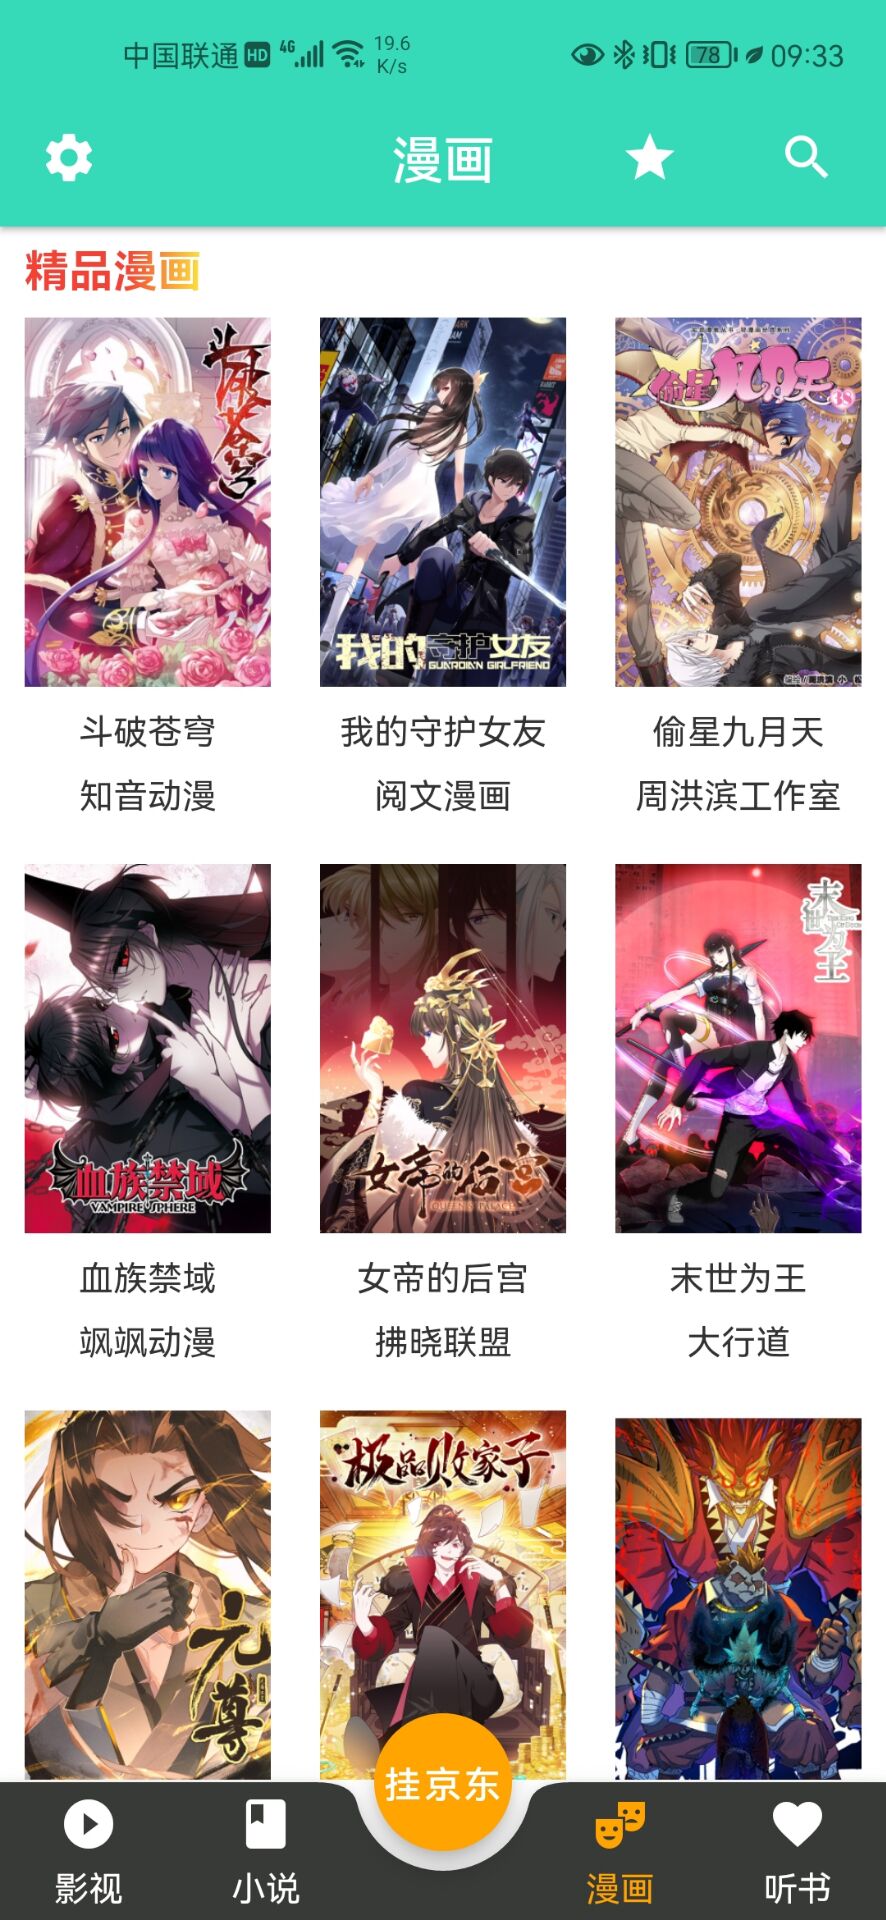 中国联通 HD 4G 19.6 K/s 78 09:33
漫画
精品漫画
斗破苍穹
我的守护女友
GUARDIAN GIRLFRIEND
偷星九月天
38
斗破苍穹 我的守护女友 偷星九月天
知音动漫 阅文漫画 周洪滨工作室
血族禁域
VAMPIRE SPHERE
女帝的后宫
QUEEN'S PALACE
末世为王
血族禁域 女帝的后宫 末世为王
飒飒动漫 拂晓联盟 大行道
元尊
极品败家子
挂京东
影视 小说 漫画 听书